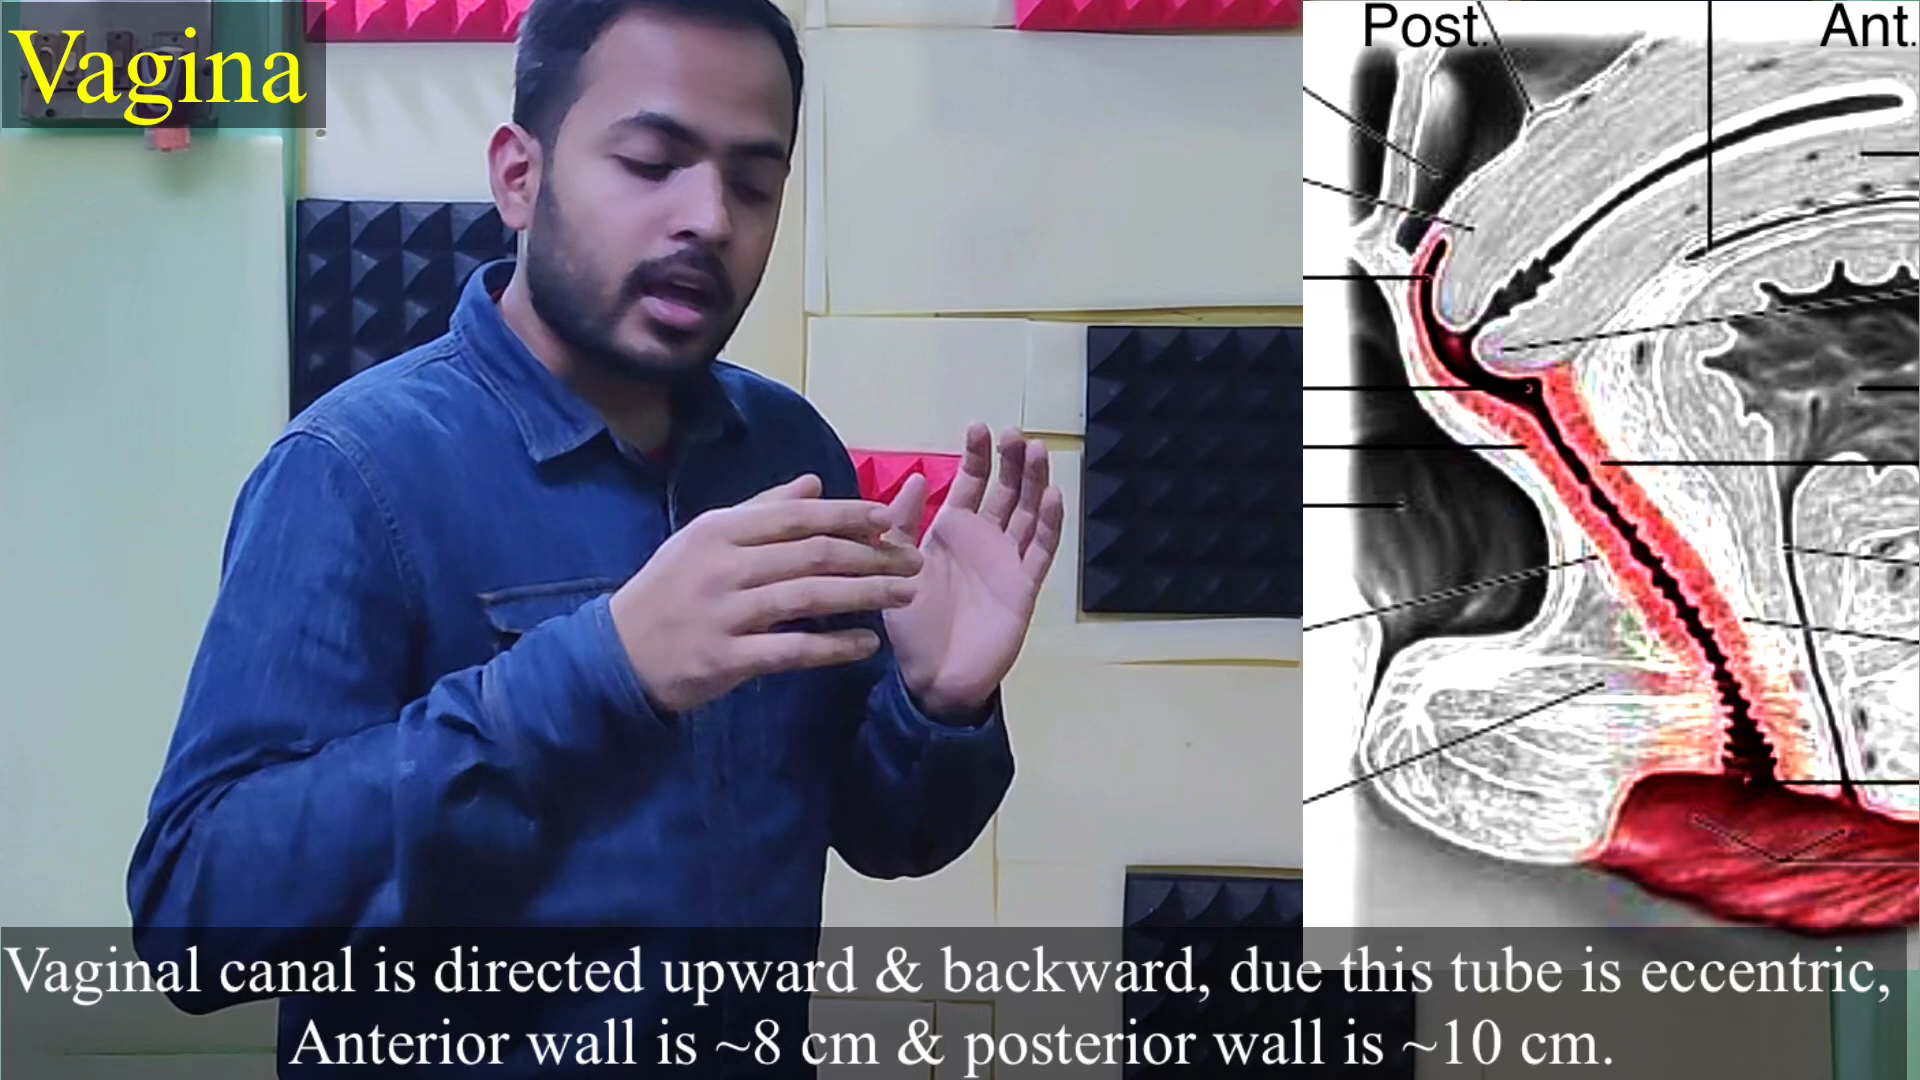 Vagina
Post.
Ant.
Vaginal canal is directed upward & backward, due this tube is eccentric,
Anterior wall is ~8 cm & posterior wall is ~10 cm.